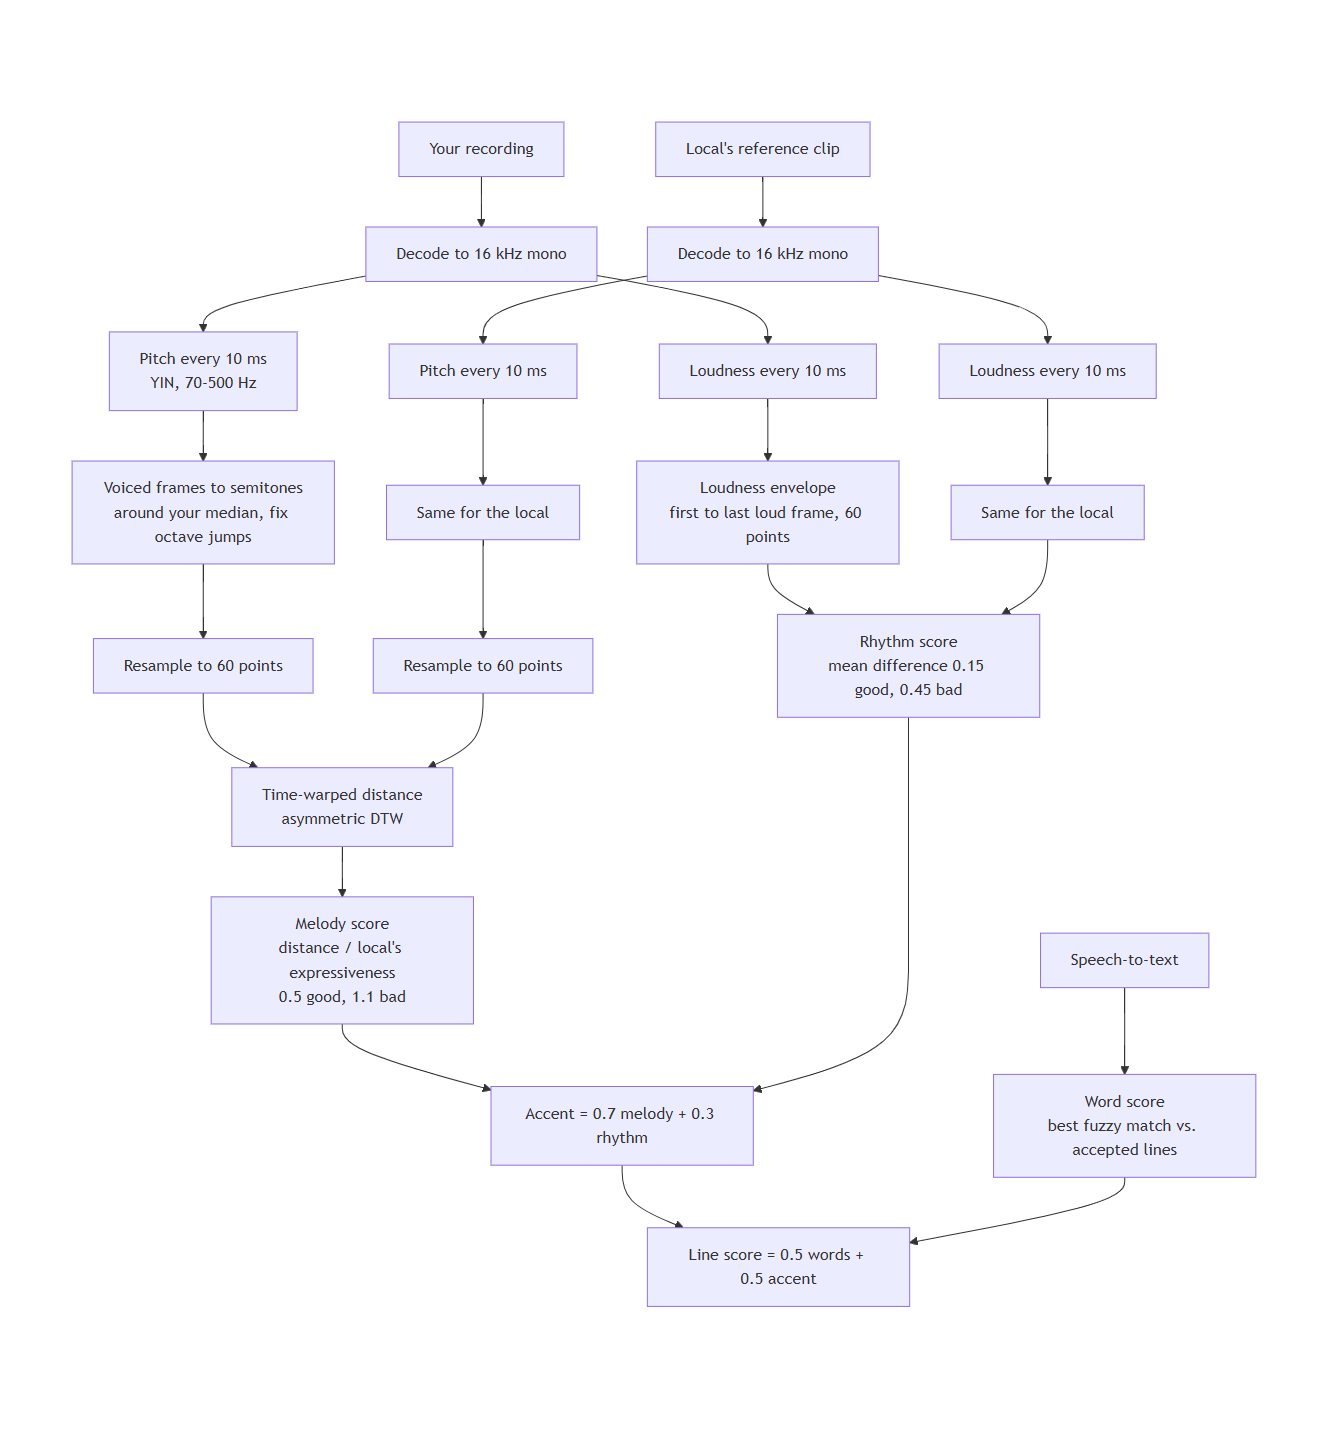 Your recording
Local's reference clip
Decode to 16 kHz mono
Decode to 16 kHz mono
Pitch every 10 ms
YIN, 70-500 Hz
Pitch every 10 ms
Loudness every 10 ms
Loudness every 10 ms
Voiced frames to semitones
around your median, fix
octave jumps
Same for the local
Loudness envelope
first to last loud frame, 60
points
Same for the local
Resample to 60 points
Resample to 60 points
Rhythm score
mean difference 0.15
good, 0.45 bad
Time-warped distance
asymmetric DTW
Melody score
distance / local's
expressiveness
0.5 good, 1.1 bad
Speech-to-text
Accent = 0.7 melody + 0.3
rhythm
Word score
best fuzzy match vs.
accepted lines
Line score = 0.5 words +
0.5 accent